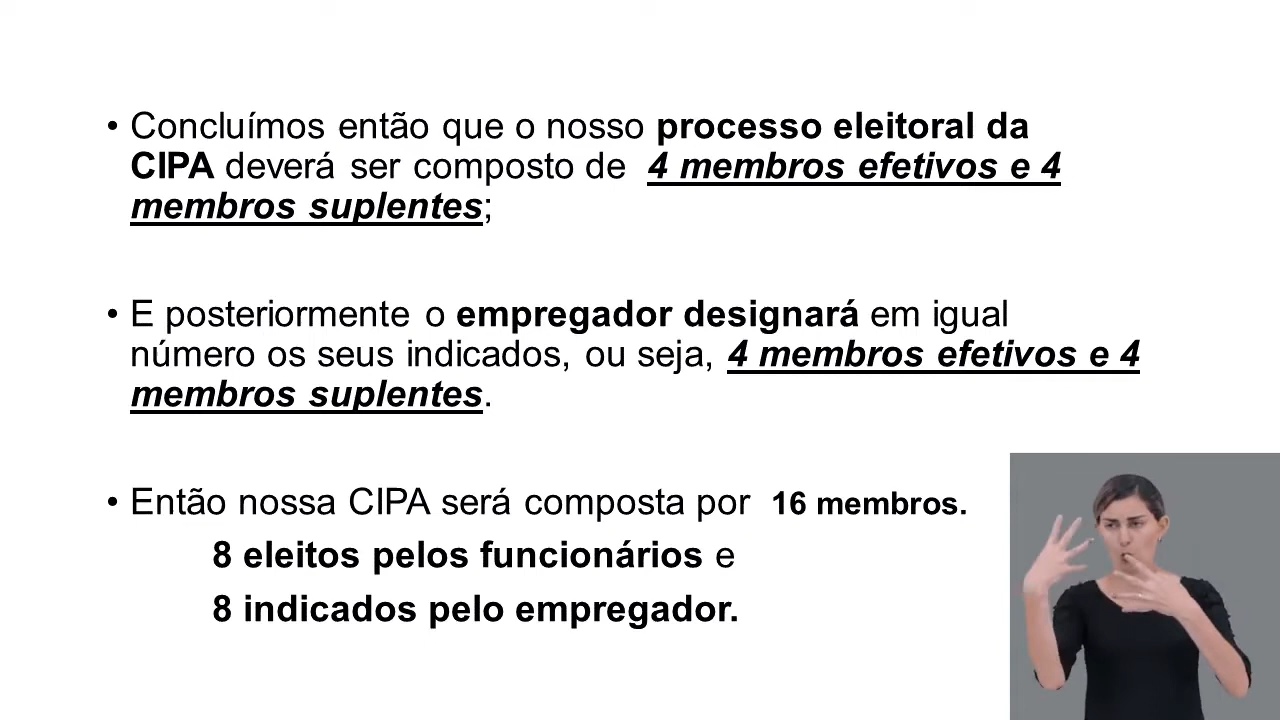 • Concluímos então que o nosso processo eleitoral da
CIPA deverá ser composto de 4 membros efetivos e 4
membros suplentes;
• E posteriormente o empregador designará em igual
número os seus indicados, ou seja, 4 membros efetivos e 4
membros suplentes.
• Então nossa CIPA será composta por 16 membros.
8 eleitos pelos funcionários e
8 indicados pelo empregador.